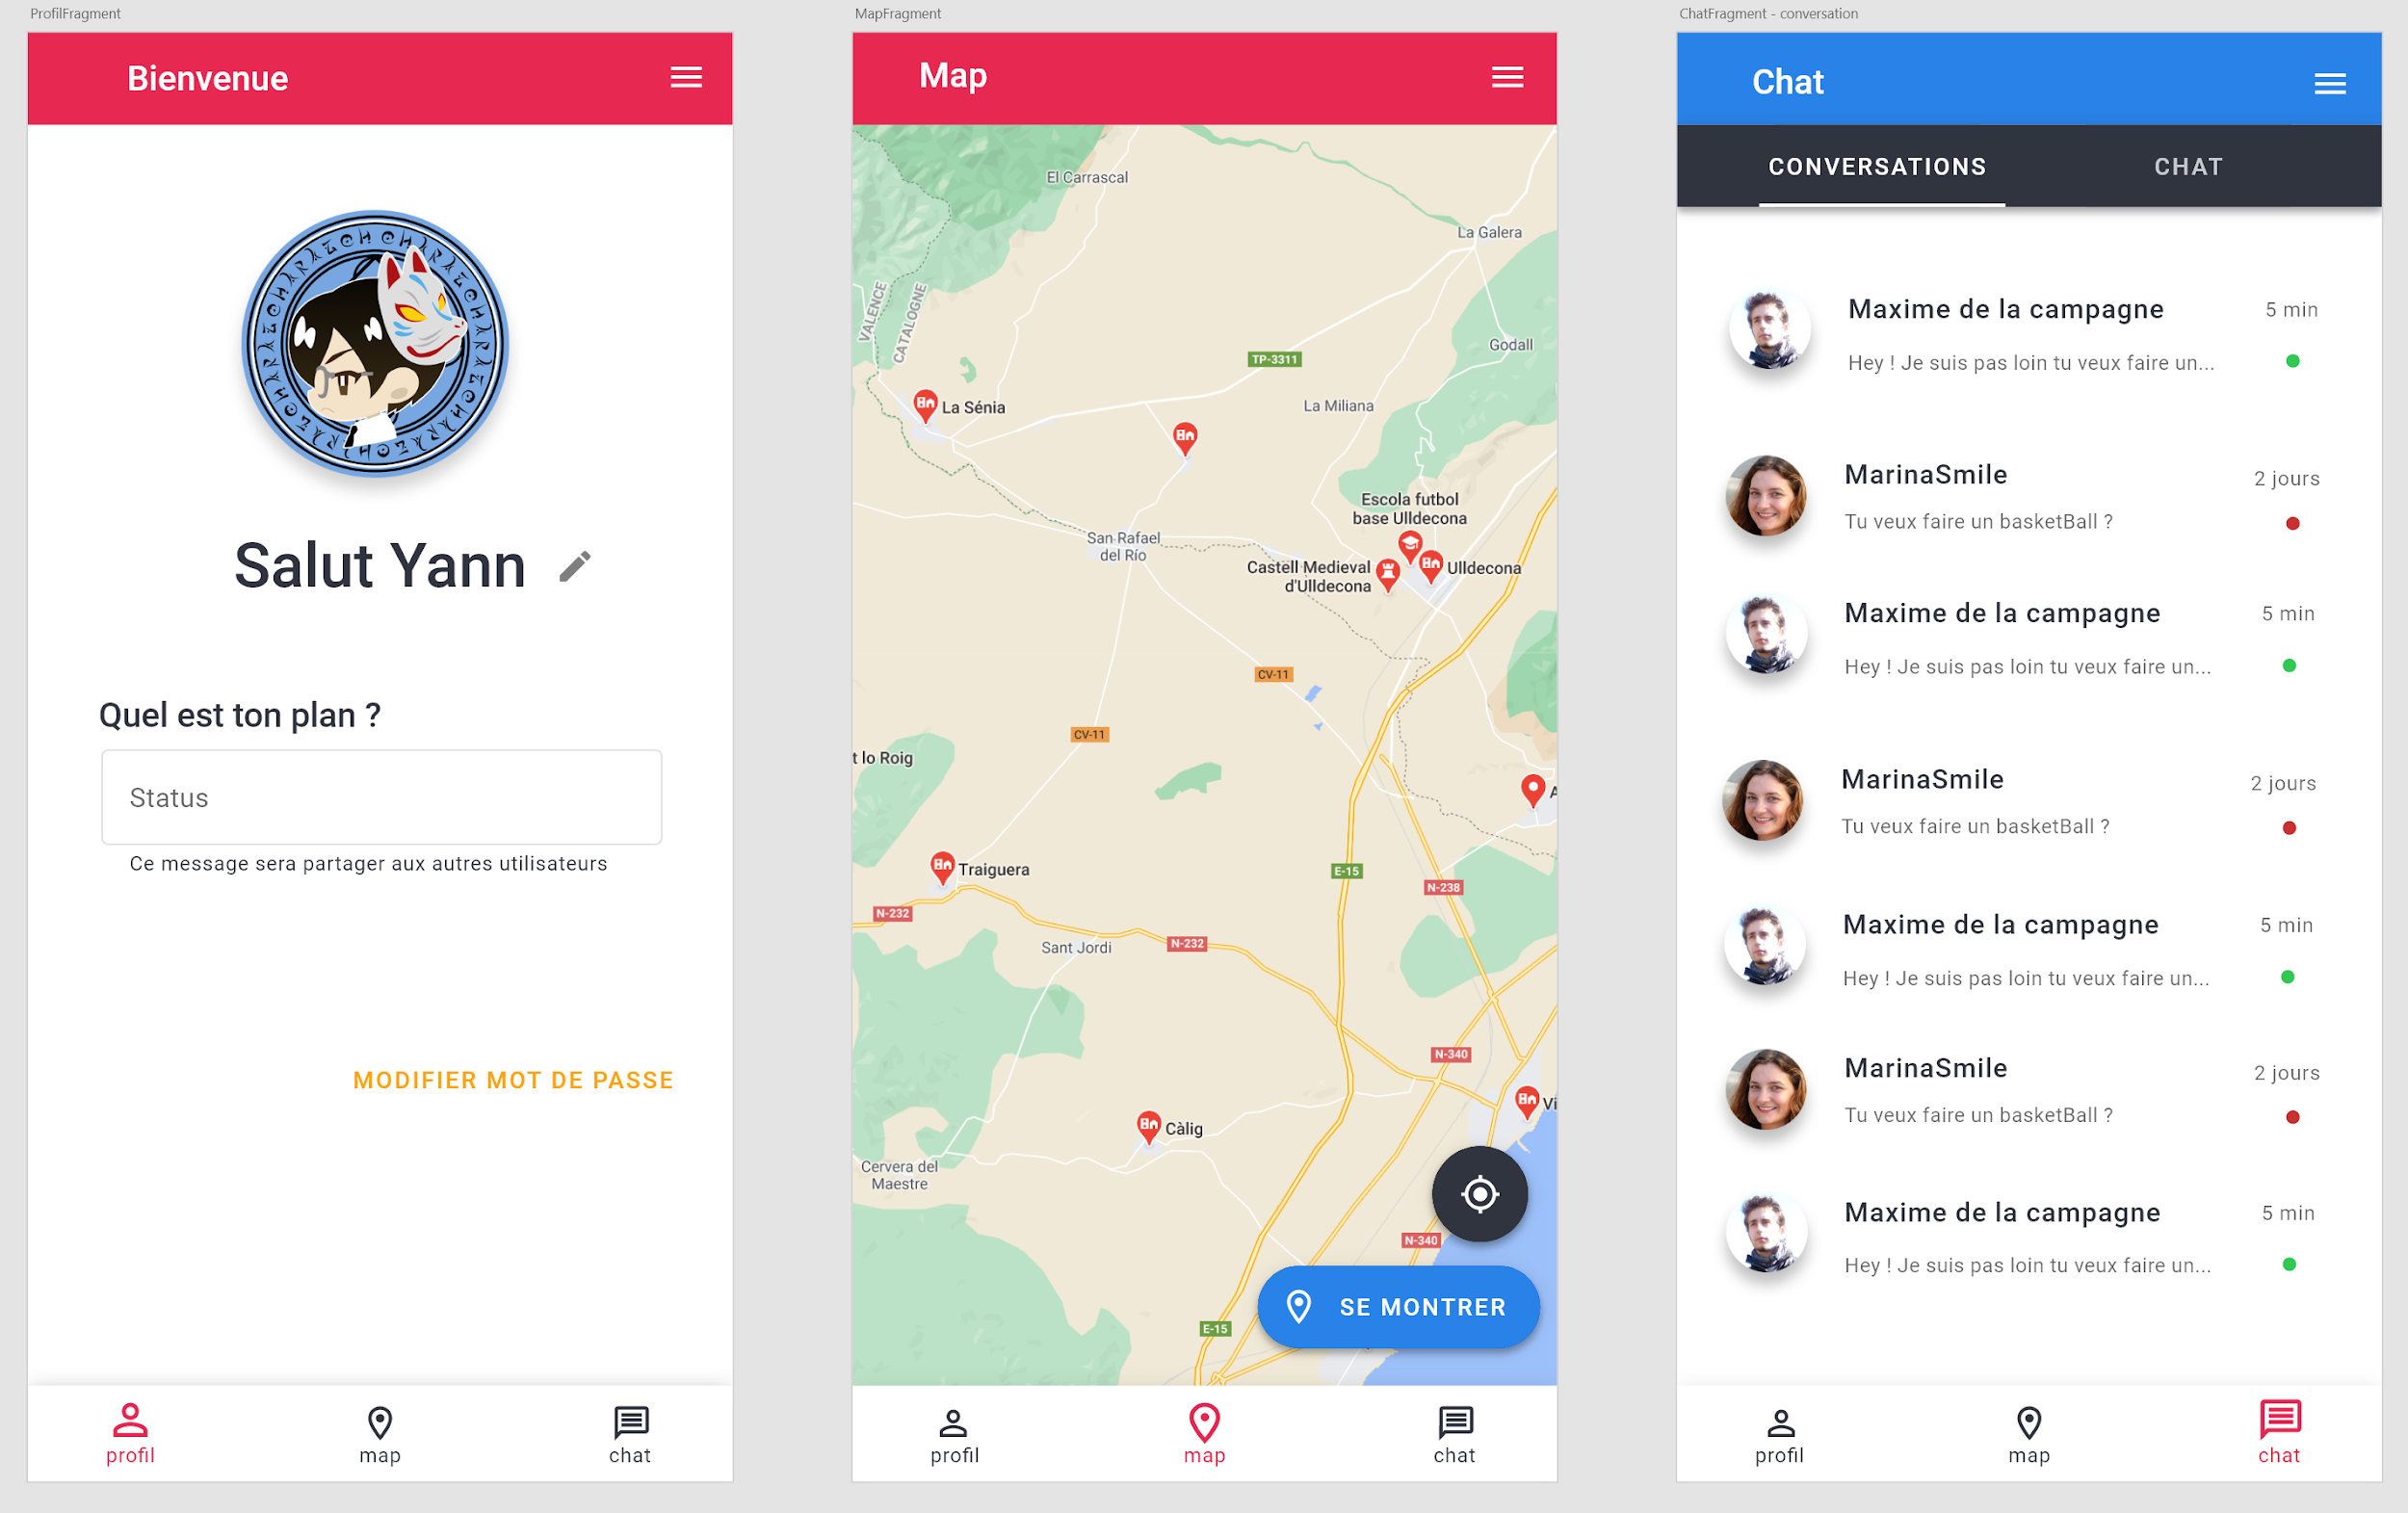 ProfilFragment
Bienvenue
Salut Yann
Quel est ton plan ?
Status
Ce message sera partager aux autres utilisateurs
MODIFIER MOT DE PASSE
profil
map
chat
MapFragment
Map
El Carrascal
La Galera
VALENCE
CATALOGNE
Godall
TP-3311
La Sénia
La Miliana
Escola futbol
base Ulldecona
San Rafael
del Río
Castell Medieval
d'Ulldecona
Ulldecona
CV-11
CV-11
t lo Roig
A
Traiguera
E-15
N-238
N-232
Sant Jordi
N-232
N-340
Vi
Càlig
Cervera del
Maestre
N-340
SE MONTRER
E-15
profil
map
chat
ChatFragment - conversation
Chat
CONVERSATIONS
CHAT
Maxime de la campagne
5 min
Hey ! Je suis pas loin tu veux faire un...
MarinaSmile
2 jours
Tu veux faire un basketBall ?
Maxime de la campagne
5 min
Hey ! Je suis pas loin tu veux faire un...
MarinaSmile
2 jours
Tu veux faire un basketBall ?
Maxime de la campagne
5 min
Hey ! Je suis pas loin tu veux faire un...
MarinaSmile
2 jours
Tu veux faire un basketBall ?
Maxime de la campagne
5 min
Hey ! Je suis pas loin tu veux faire un...
profil
map
chat